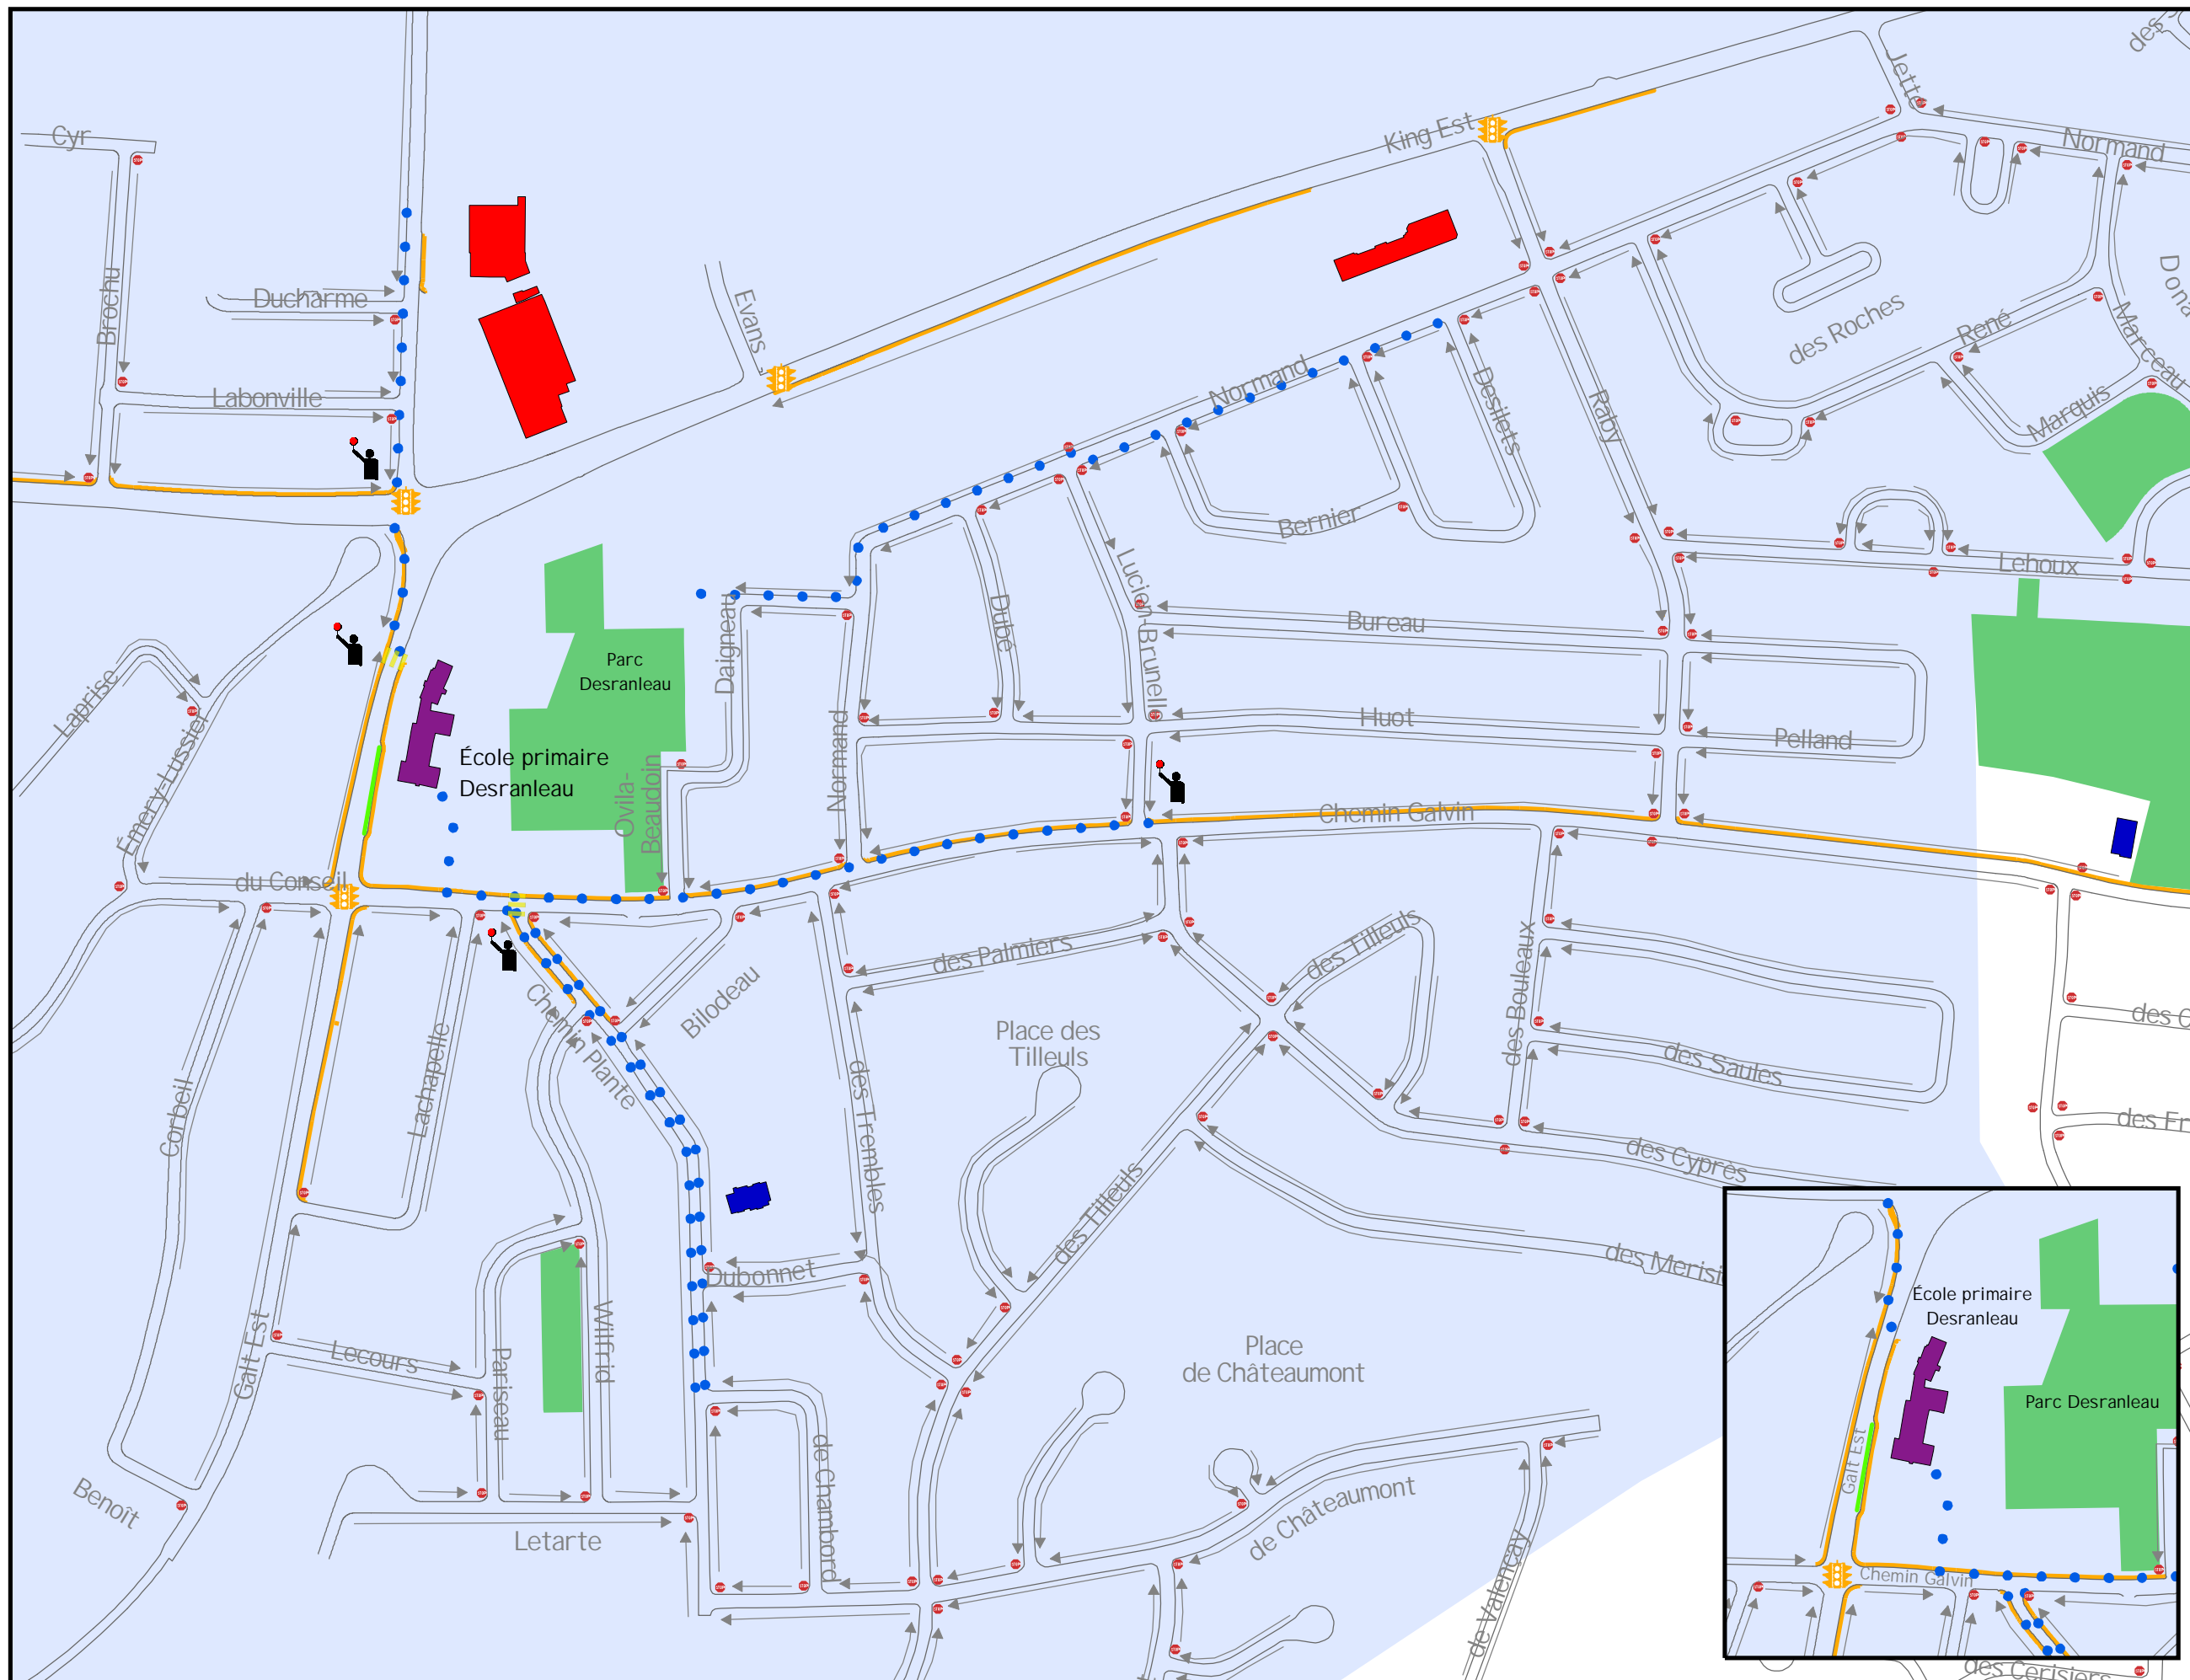 des
Cyr
King Est
Jetté
Normand
Ducharme
Brochu
Evans
des Roches
René
Marceau
Labonville
Normand
Desilets
Raby
Marquis
Bernier
Lehoux
Lucien-Brunelle
Dubé
Bureau
Daigneau
Parc
Desranleau
Laprise
Émery-Lussier
École primaire
Desranleau
Normand
Huot
Pelland
Ovila-
Beaudoin
Chemin Galvin
du Conseil
des Palmiers
des Tilleuls
des Bouleaux
Chemin Plante
Bilodeau
Place des
Tilleuls
des Saules
Corbeil
Lachapelle
des Trembles
des Cyprès
des Tilleuls
Dubonnet
Galt Est
Lecours
Pariseau
Wilfrid
Place
de Châteaumont
Benoît
Letarte
de Chambord
de Châteaumont
de Valençay
École primaire
Desranleau
Parc Desranleau
Galt Est
Chemin Galvin
des Cerisiers